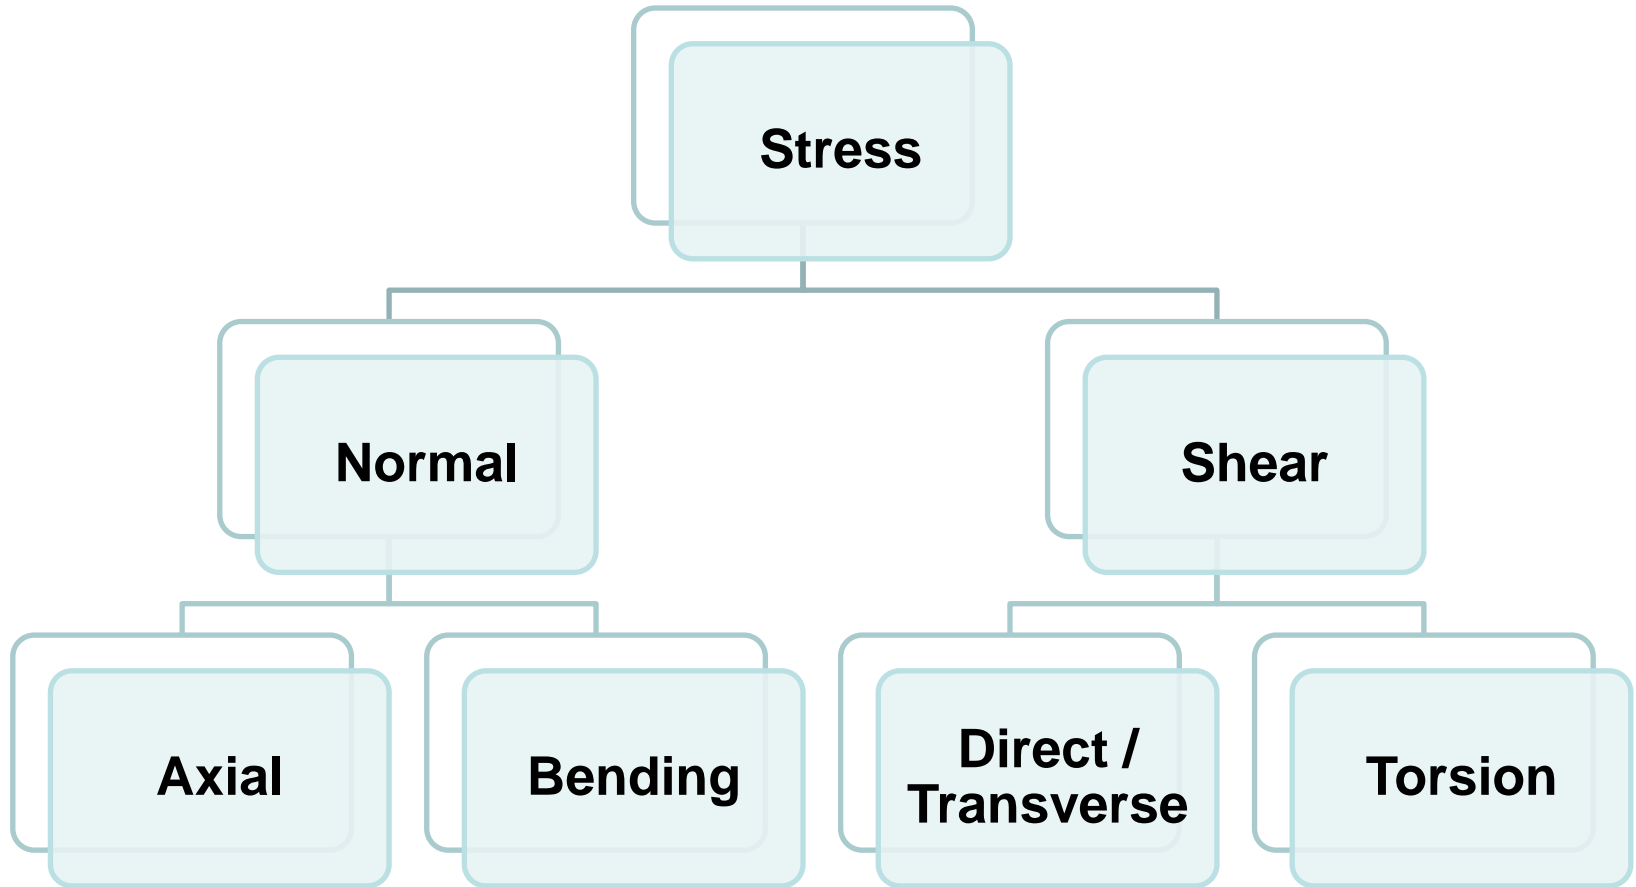 Stress
Normal
Shear
Axial
Bending
Direct /
Transverse
Torsion